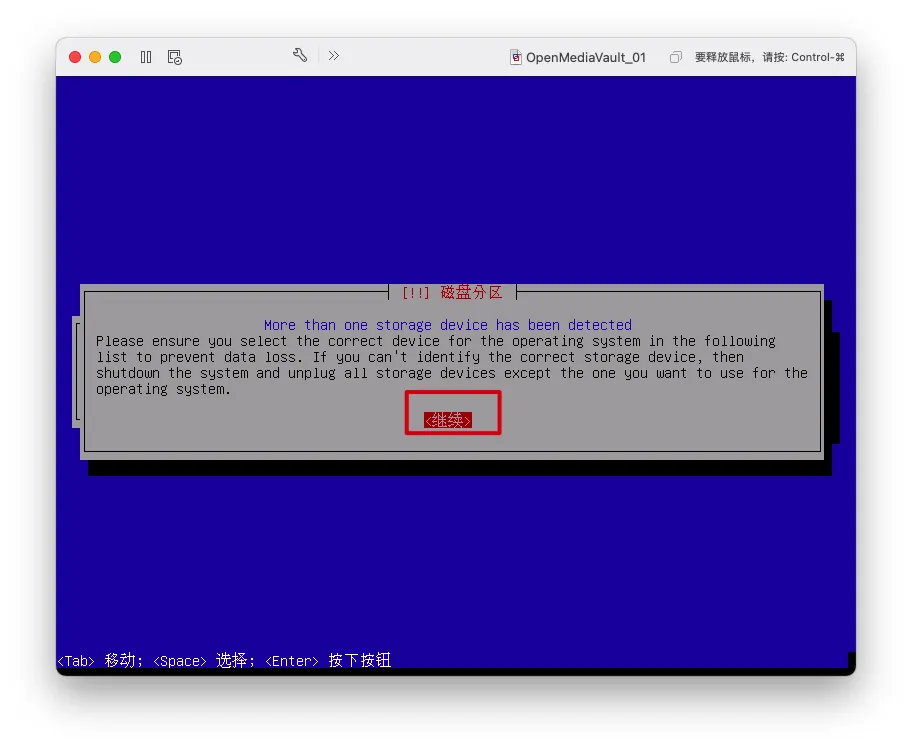 OpenMediaVault_01
要释放鼠标，请按: Control-⌘
[!!] 磁盘分区
More than one storage device has been detected
Please ensure you select the correct device for the operating system in the following
list to prevent data loss. If you can't identify the correct storage device, then
shutdown the system and unplug all storage devices except the one you want to use for the
operating system.
<继续>
<Tab> 移动; <Space> 选择; <Enter> 按下按钮